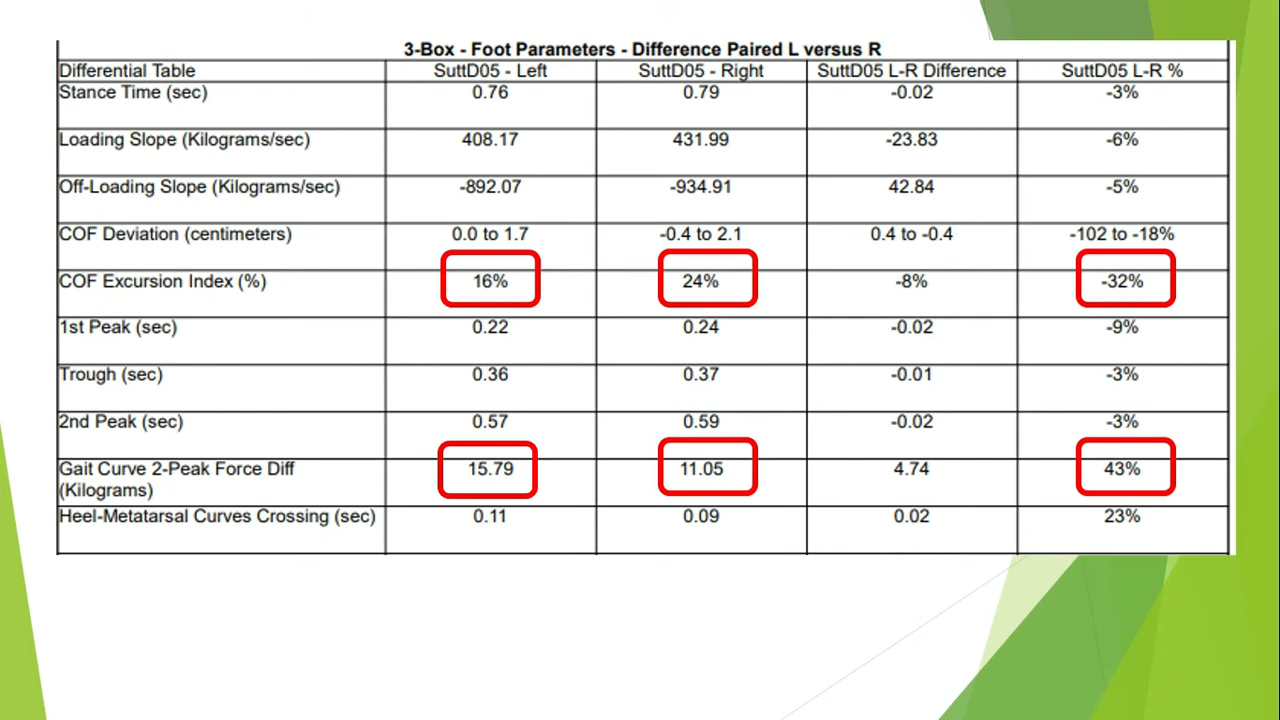 3-Box - Foot Parameters - Difference Paired L versus R
Differential Table SuttD05 - Left SuttD05 - Right SuttD05 L-R Difference SuttD05 L-R %
Stance Time (sec) 0.76 0.79 -0.02 -3%
Loading Slope (Kilograms/sec) 408.17 431.99 -23.83 -6%
Off-Loading Slope (Kilograms/sec) -892.07 -934.91 42.84 -5%
COF Deviation (centimeters) 0.0 to 1.7 -0.4 to 2.1 0.4 to -0.4 -102 to -18%
COF Excursion Index (%) 16% 24% -8% -32%
1st Peak (sec) 0.22 0.24 -0.02 -9%
Trough (sec) 0.36 0.37 -0.01 -3%
2nd Peak (sec) 0.57 0.59 -0.02 -3%
Gait Curve 2-Peak Force Diff 15.79 11.05 4.74 43%
(Kilograms)
Heel-Metatarsal Curves Crossing (sec) 0.11 0.09 0.02 23%